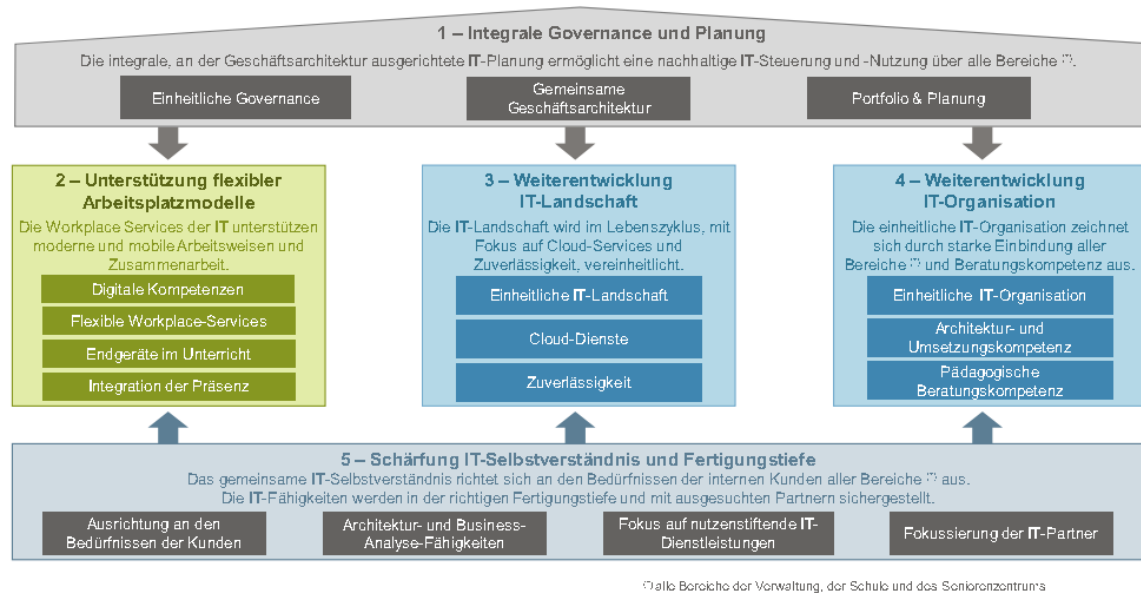 1 – Integrale Governance und Planung
Die integrale, an der Geschäftsarchitektur ausgerichtete IT-Planung ermöglicht eine nachhaltige IT-Steuerung und -Nutzung über alle Bereiche (*).
Einheitliche Governance
Gemeinsame
Geschäftsarchitektur
Portfolio & Planung
2 – Unterstützung flexibler
Arbeitsplatzmodelle
Die Workplace Services der IT unterstützen
moderne und mobile Arbeitsweisen und
Zusammenarbeit.
Digitale Kompetenzen
Flexible Workplace-Services
Endgeräte im Unterricht
Integration der Präsenz
3 – Weiterentwicklung
IT-Landschaft
Die IT-Landschaft wird im Lebenszyklus, mit
Fokus auf Cloud-Services und
Zuverlässigkeit, vereinheitlicht.
Einheitliche IT-Landschaft
Cloud-Dienste
Zuverlässigkeit
4 – Weiterentwicklung
IT-Organisation
Die einheitliche IT-Organisation zeichnet
sich durch starke Einbindung aller
Bereiche (*) und Beratungskompetenz aus.
Einheitliche IT-Organisation
Architektur- und
Umsetzungskompetenz
Pädagogische
Beratungskompetenz
5 – Schärfung IT-Selbstverständnis und Fertigungstiefe
Das gemeinsame IT-Selbstverständnis richtet sich an den Bedürfnissen der internen Kunden aller Bereiche (*) aus.
Die IT-Fähigkeiten werden in der richtigen Fertigungstiefe und mit ausgesuchten Partnern sichergestellt.
Ausrichtung an den
Bedürfnissen der Kunden
Architektur- und Business-
Analyse-Fähigkeiten
Fokus auf nutzenstiftende IT-
Dienstleistungen
Fokussierung der IT-Partner
(*) alle Bereiche der Verwaltung, der Schule und des Seniorenzentrums